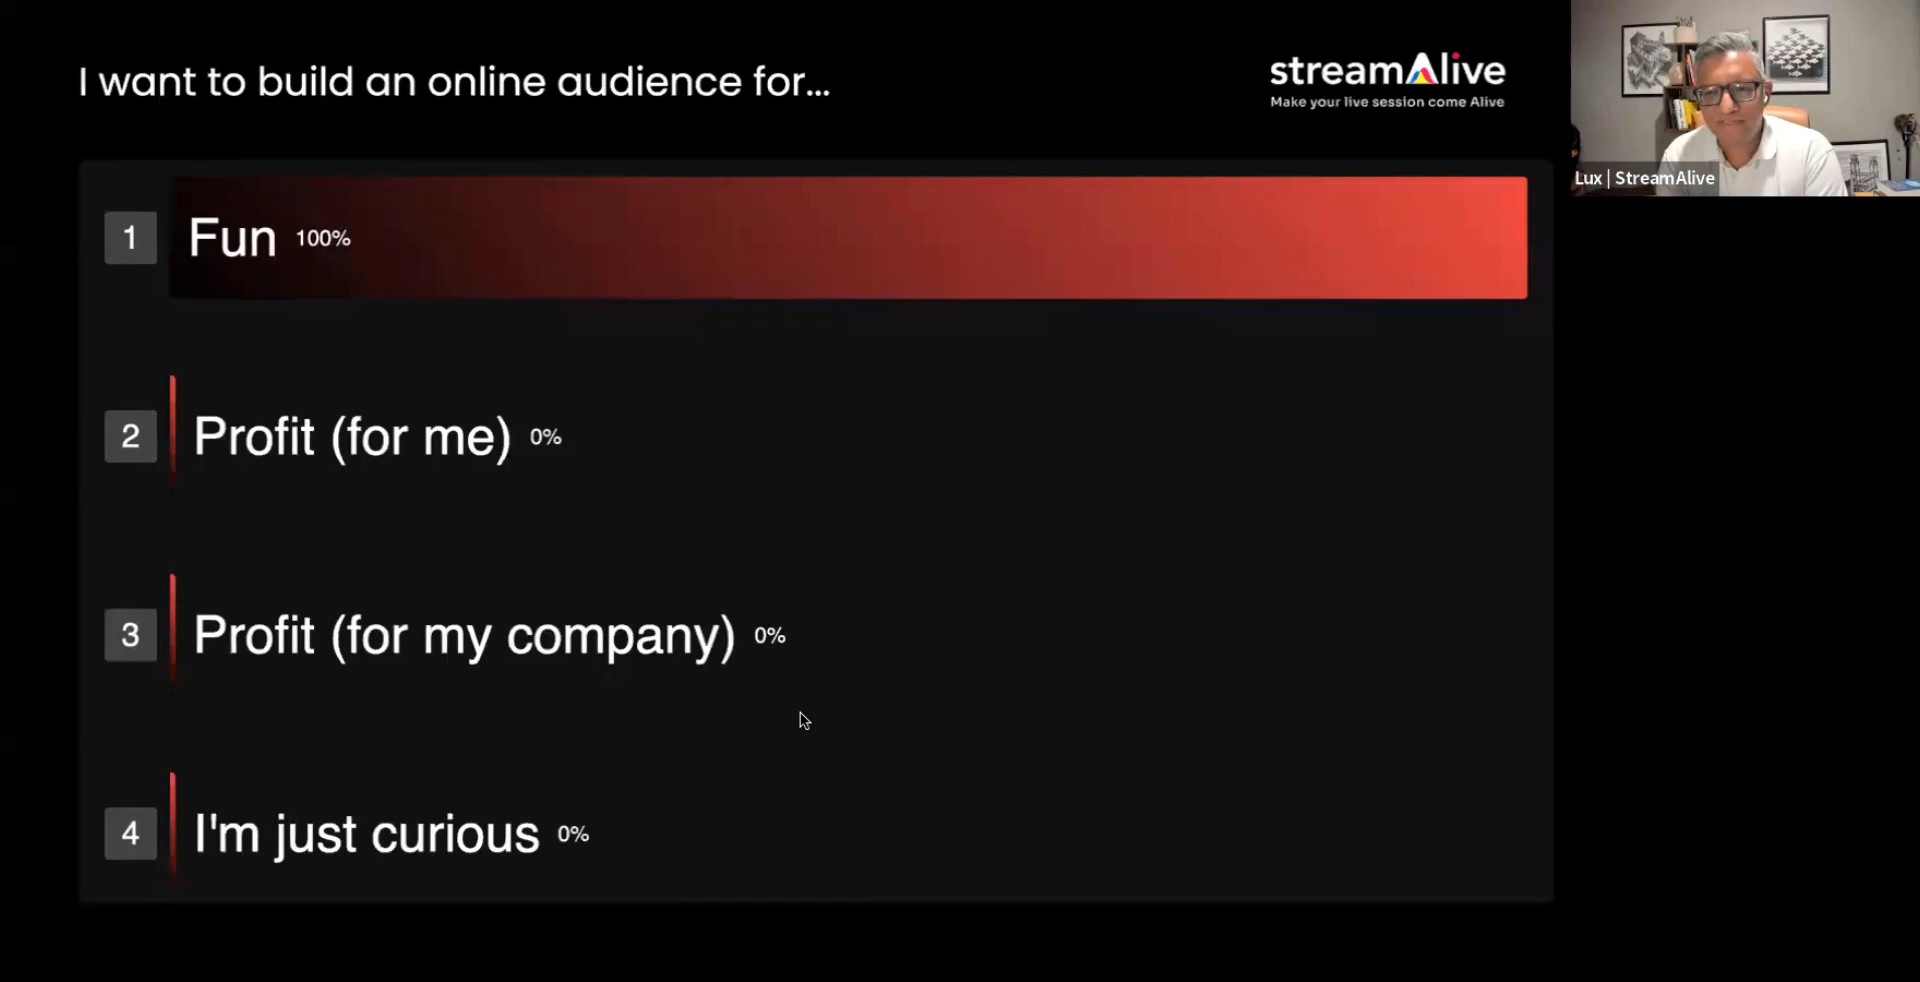 I want to build an online audience for...
streamAlive
Make your live session come Alive
Lux | StreamAlive
1 Fun 100%
2 Profit (for me) 0%
3 Profit (for my company) 0%
4 I'm just curious 0%